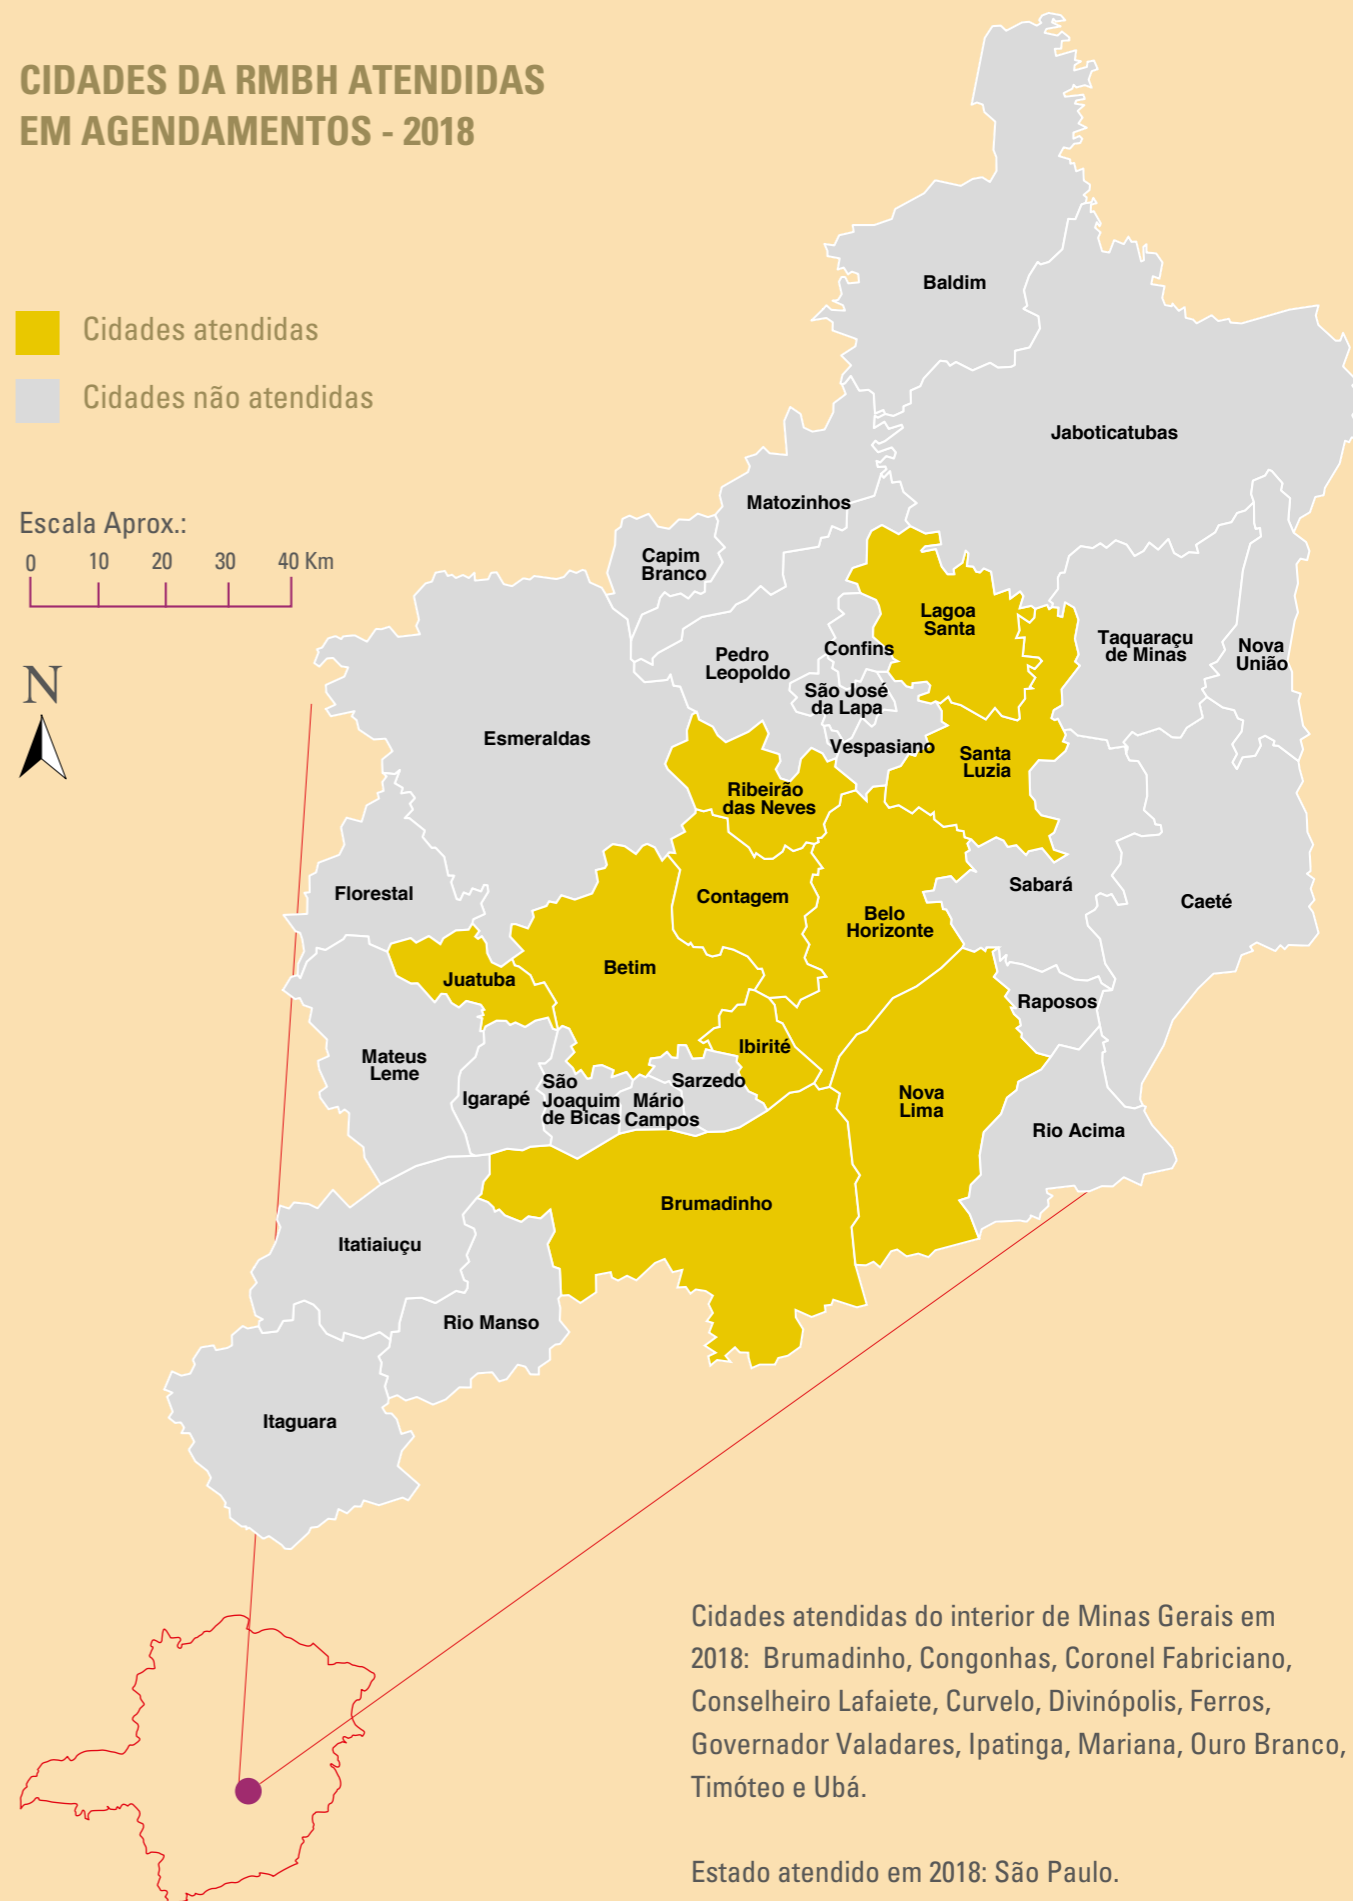 CIDADES DA RMBH ATENDIDAS
EM AGENDAMENTOS - 2018
Cidades atendidas
Cidades não atendidas
Escala Aprox.:
0 10 20 30 40 Km
N
Baldim
Jaboticatubas
Matozinhos
Capim
Branco
Lagoa
Santa
Taquaraçu
de Minas
Nova
União
Confins
Pedro
Leopoldo
São José
da Lapa
Esmeraldas
Vespasiano
Santa
Luzia
Ribeirão
das Neves
Florestal
Contagem
Belo
Horizonte
Sabará
Caeté
Juatuba
Betim
Raposos
Mateus
Leme
Ibirité
Igarapé
São
Joaquim
de Bicas
Mário
Campos
Sarzedo
Nova
Lima
Rio Acima
Brumadinho
Itatiaiuçu
Rio Manso
Itaguara
Cidades atendidas do interior de Minas Gerais em
2018:  Brumadinho, Congonhas, Coronel Fabriciano,
Conselheiro Lafaiete, Curvelo, Divinópolis, Ferros,
Governador Valadares, Ipatinga, Mariana, Ouro Branco,
Timóteo e Ubá.
Estado atendido em 2018: São Paulo.